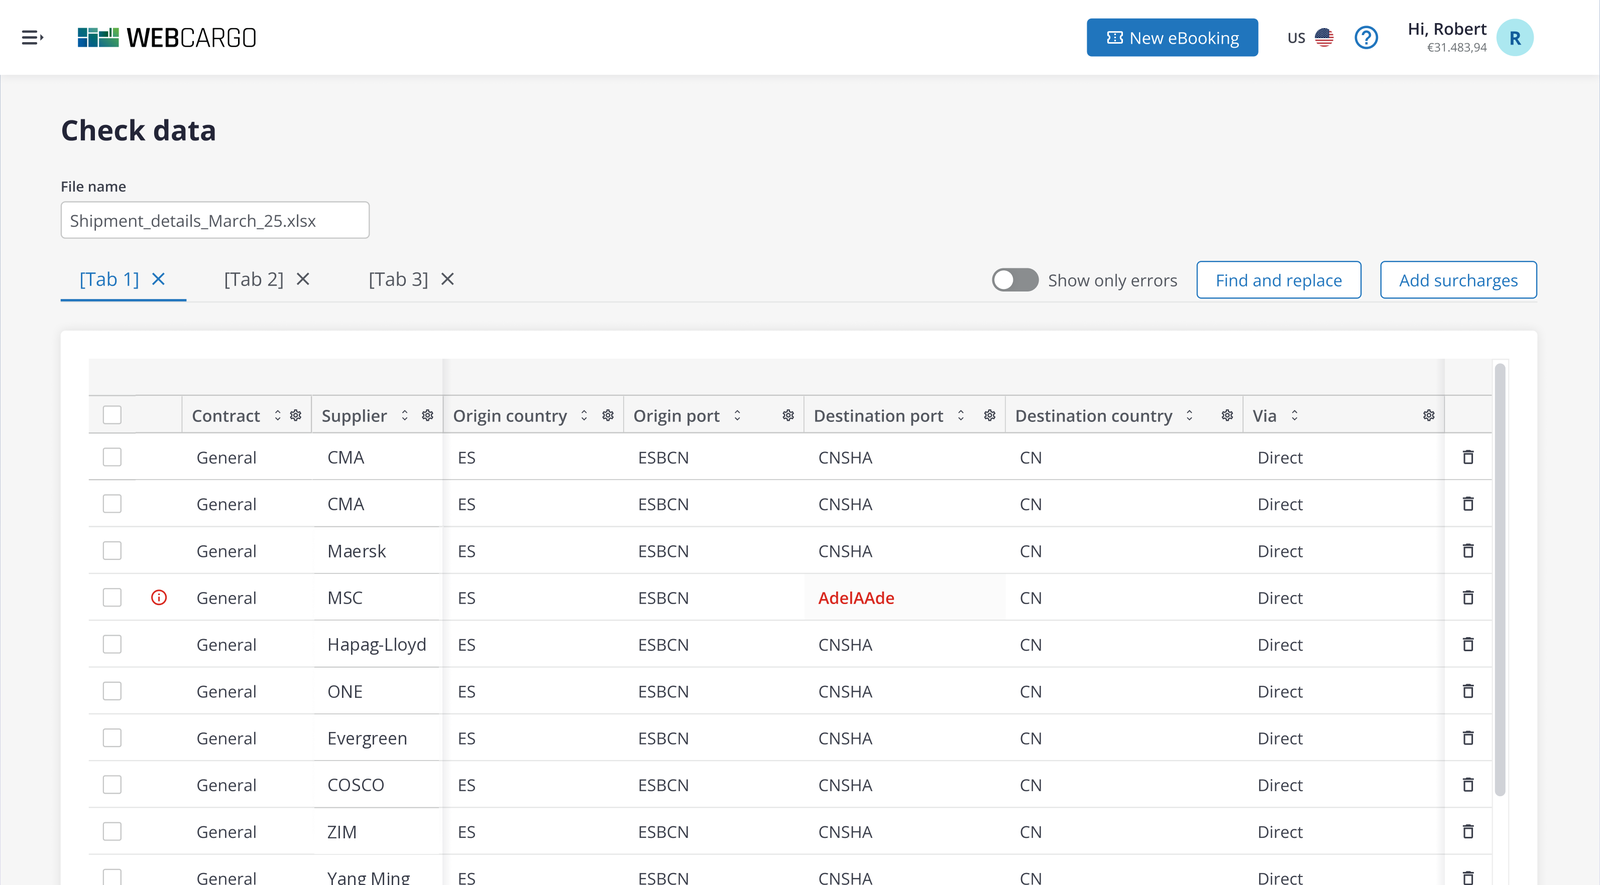 WEBCARGO
New eBooking
US
Hi, Robert
€31.483,94
R
Check data
File name
Shipment_details_March_25.xlsx
[Tab 1] [Tab 2] [Tab 3] Show only errors Find and replace Add surcharges
Contract Supplier Origin country Origin port Destination port Destination country Via
General CMA ES ESBCN CNSHA CN Direct
General CMA ES ESBCN CNSHA CN Direct
General Maersk ES ESBCN CNSHA CN Direct
General MSC ES ESBCN AdelAAde CN Direct
General Hapag-Lloyd ES ESBCN CNSHA CN Direct
General ONE ES ESBCN CNSHA CN Direct
General Evergreen ES ESBCN CNSHA CN Direct
General COSCO ES ESBCN CNSHA CN Direct
General ZIM ES ESBCN CNSHA CN Direct
General Yang Ming ES ESBCN CNSHA CN Direct